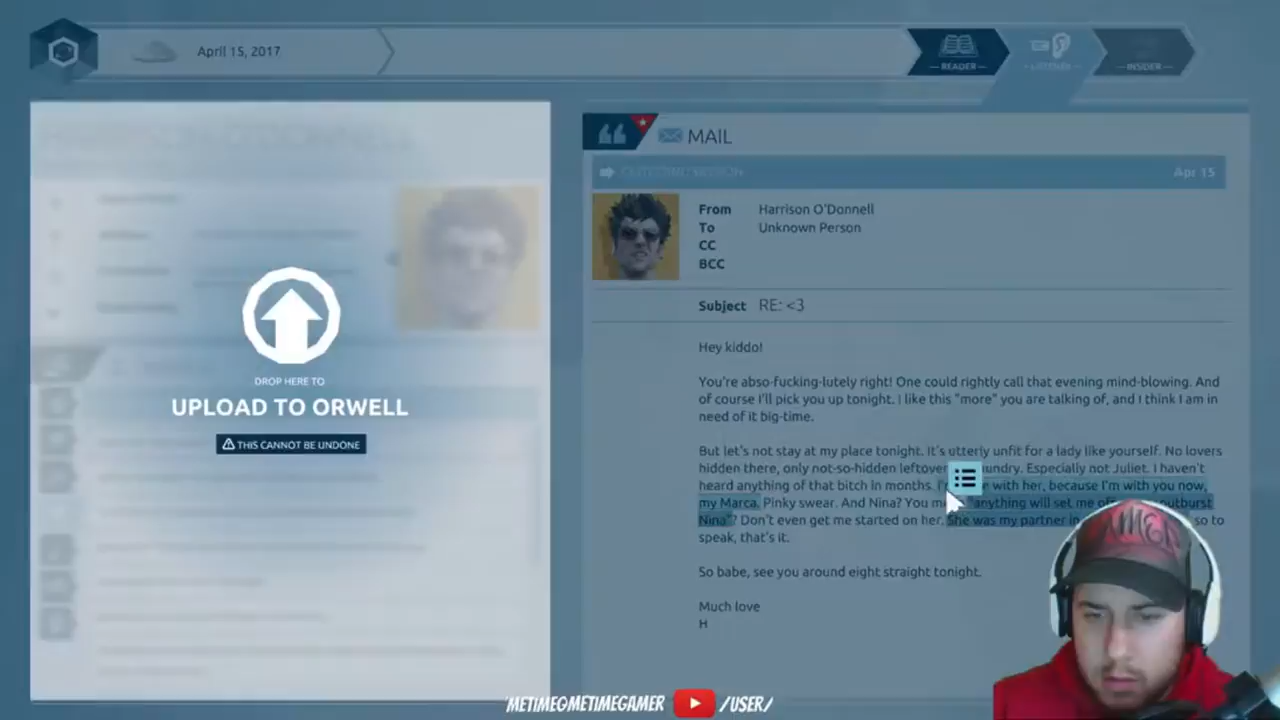 April 15, 2017
READER
LISTENER
INSIDER
DROP HERE TO
UPLOAD TO ORWELL
THIS CANNOT BE UNDONE
MAIL
Apr 15
From Harrison O'Donnell
To Unknown Person
CC
BCC
Subject RE: <3
Hey kiddo!
You're abso-fucking-lutely right! One could rightly call that evening mind-blowing. And
of course I'll pick you up tonight. I like this "more" you are talking of, and I think I am in
need of it big-time.
But let's not stay at my place tonight. It's utterly unfit for a lady like yourself. No lovers
hidden there, only not-so-hidden leftover laundry. Especially not Juliet. I haven't
heard anything of that bitch in months. with her, because I'm with you now,
my Marca. Pinky swear. And Nina? You "anything will set me outburst
Nina"? Don't even get me started on her. She was my partner in so to
speak, that's it.
So babe, see you around eight straight tonight.
Much love
H
'METIME@METIMEGAMER /USER/